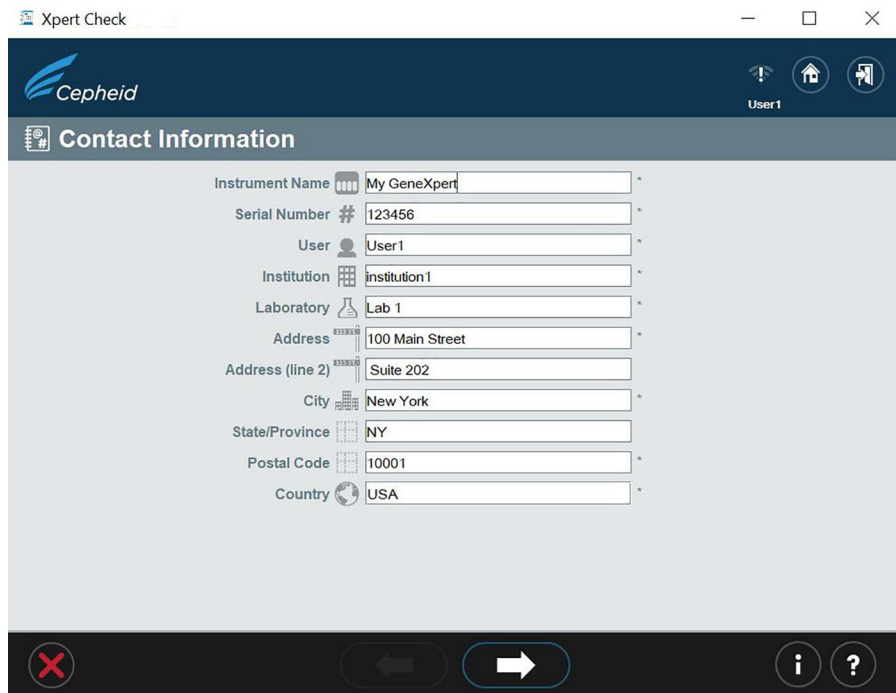 Xpert Check
Cepheid
User1
Contact Information
Instrument Name My GeneXpert *
Serial Number # 123456 *
User User1 *
Institution institution1 *
Laboratory Lab 1 *
Address 100 Main Street *
Address (line 2) Suite 202
City New York *
State/Province NY
Postal Code 10001 *
Country USA *
i ?